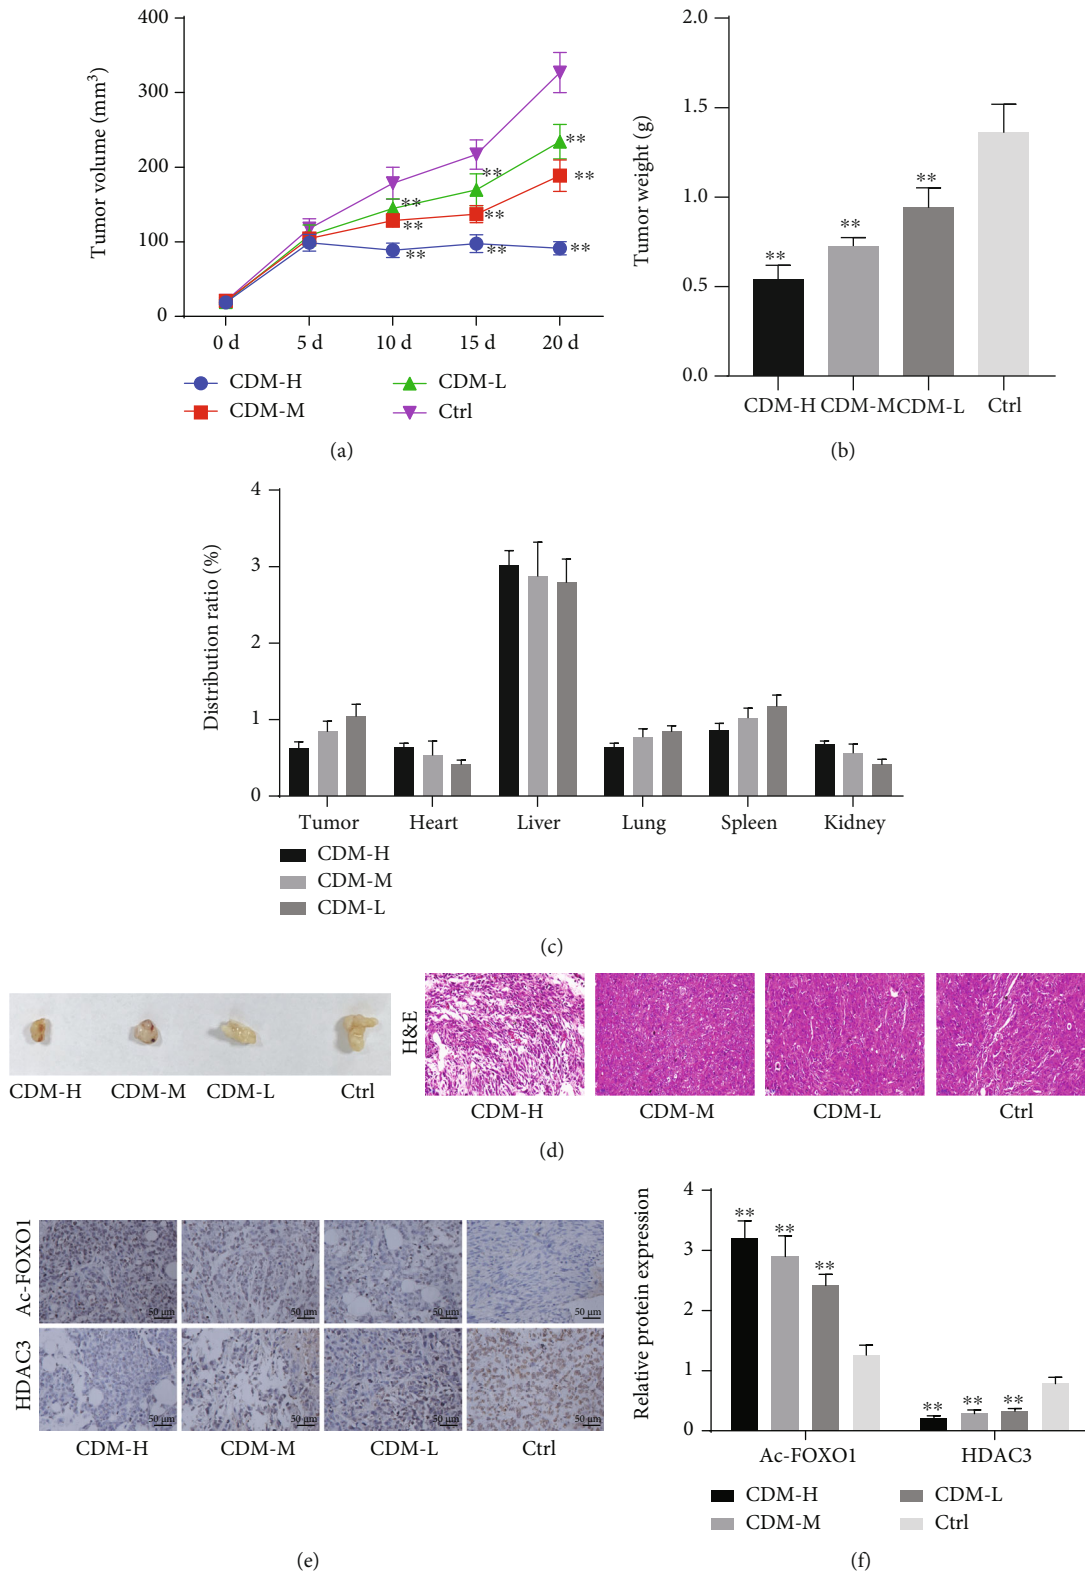 400
300
200
100
0
Tumor volume (mm³)
0 d 5 d 10 d 15 d 20 d
** ** **
** ** **
** ** **
CDM-H CDM-L
CDM-M Ctrl
(a)
2.0
1.5
1.0
0.5
0.0
Tumor weight (g)
** ** **
CDM-H CDM-M CDM-L Ctrl
(b)
4
3
2
1
0
Distribution ratio (%)
Tumor Heart Liver Lung Spleen Kidney
CDM-H
CDM-M
CDM-L
(c)
CDM-H CDM-M CDM-L Ctrl
H&E
CDM-H CDM-M CDM-L Ctrl
(d)
Ac-FOXO1
50 μm 50 μm 50 μm 50 μm
HDAC3
50 μm 50 μm 50 μm 50 μm
CDM-H CDM-M CDM-L Ctrl
(e)
4
3
2
1
0
Relative protein expression
** ** ** ** ** **
Ac-FOXO1 HDAC3
CDM-H CDM-L
CDM-M Ctrl
(f)